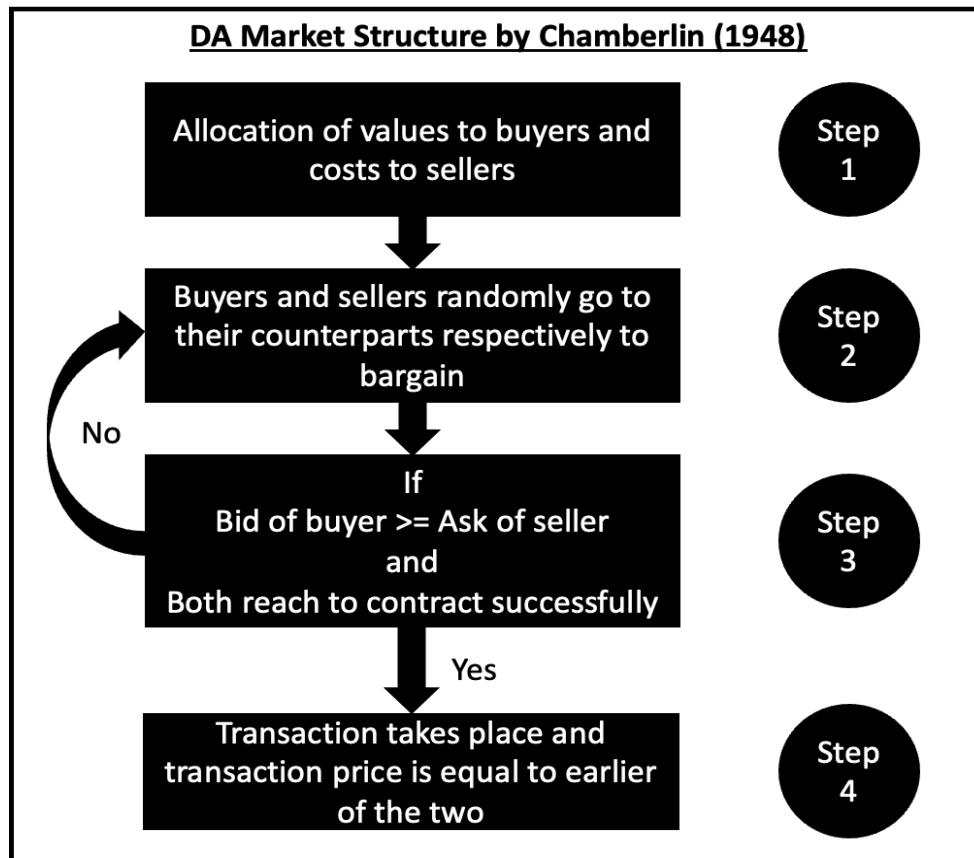 DA Market Structure by Chamberlin (1948)
Allocation of values to buyers and
costs to sellers
Step
1
Buyers and sellers randomly go to
their counterparts respectively to
bargain
Step
2
No
If
Bid of buyer >= Ask of seller
and
Both reach to contract successfully
Step
3
Yes
Transaction takes place and
transaction price is equal to earlier
of the two
Step
4